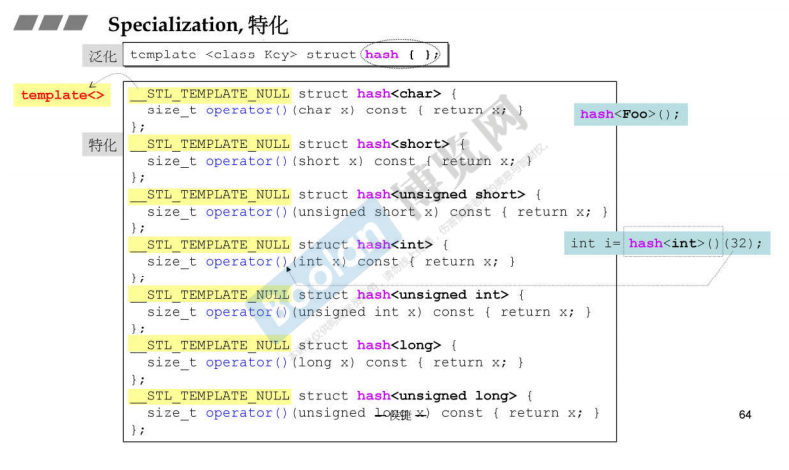 Specialization, 特化
泛化 template <class Key> struct hash { };
template<>
__STL_TEMPLATE_NULL struct hash<char> {
size_t operator()(char x) const { return x; }
};
hash<Foo>();
特化
__STL_TEMPLATE_NULL struct hash<short> {
size_t operator()(short x) const { return x; }
};
__STL_TEMPLATE_NULL struct hash<unsigned short> {
size_t operator()(unsigned short x) const { return x; }
};
__STL_TEMPLATE_NULL struct hash<int> {
int i= hash<int>()(32);
size_t operator()(int x) const { return x; }
};
__STL_TEMPLATE_NULL struct hash<unsigned int> {
size_t operator()(unsigned int x) const { return x; }
};
__STL_TEMPLATE_NULL struct hash<long> {
size_t operator()(long x) const { return x; }
};
__STL_TEMPLATE_NULL struct hash<unsigned long> {
size_t operator()(unsigned long x) const { return x; }
};
— 侯捷 —
64
Boolan 博览网